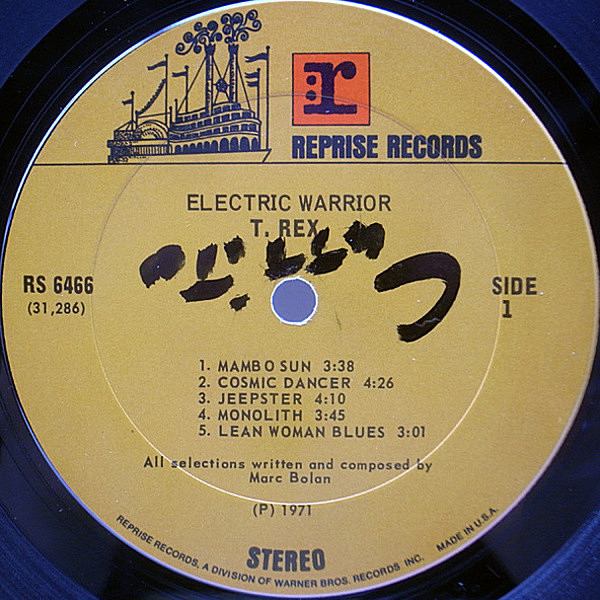 r
REPRISE RECORDS
ELECTRIC WARRIOR
T. REX
RS 6466
(31,286)
SIDE
1
1. MAMBO SUN 3:38
2. COSMIC DANCER 4:26
3. JEEPSTER 4:10
4. MONOLITH 3:45
5. LEAN WOMAN BLUES 3:01
All selections written and composed by
Marc Bolan
(P) 1971
STEREO
REPRISE RECORDS, A DIVISION OF WARNER BROS. RECORDS INC. MADE IN U.S.A.